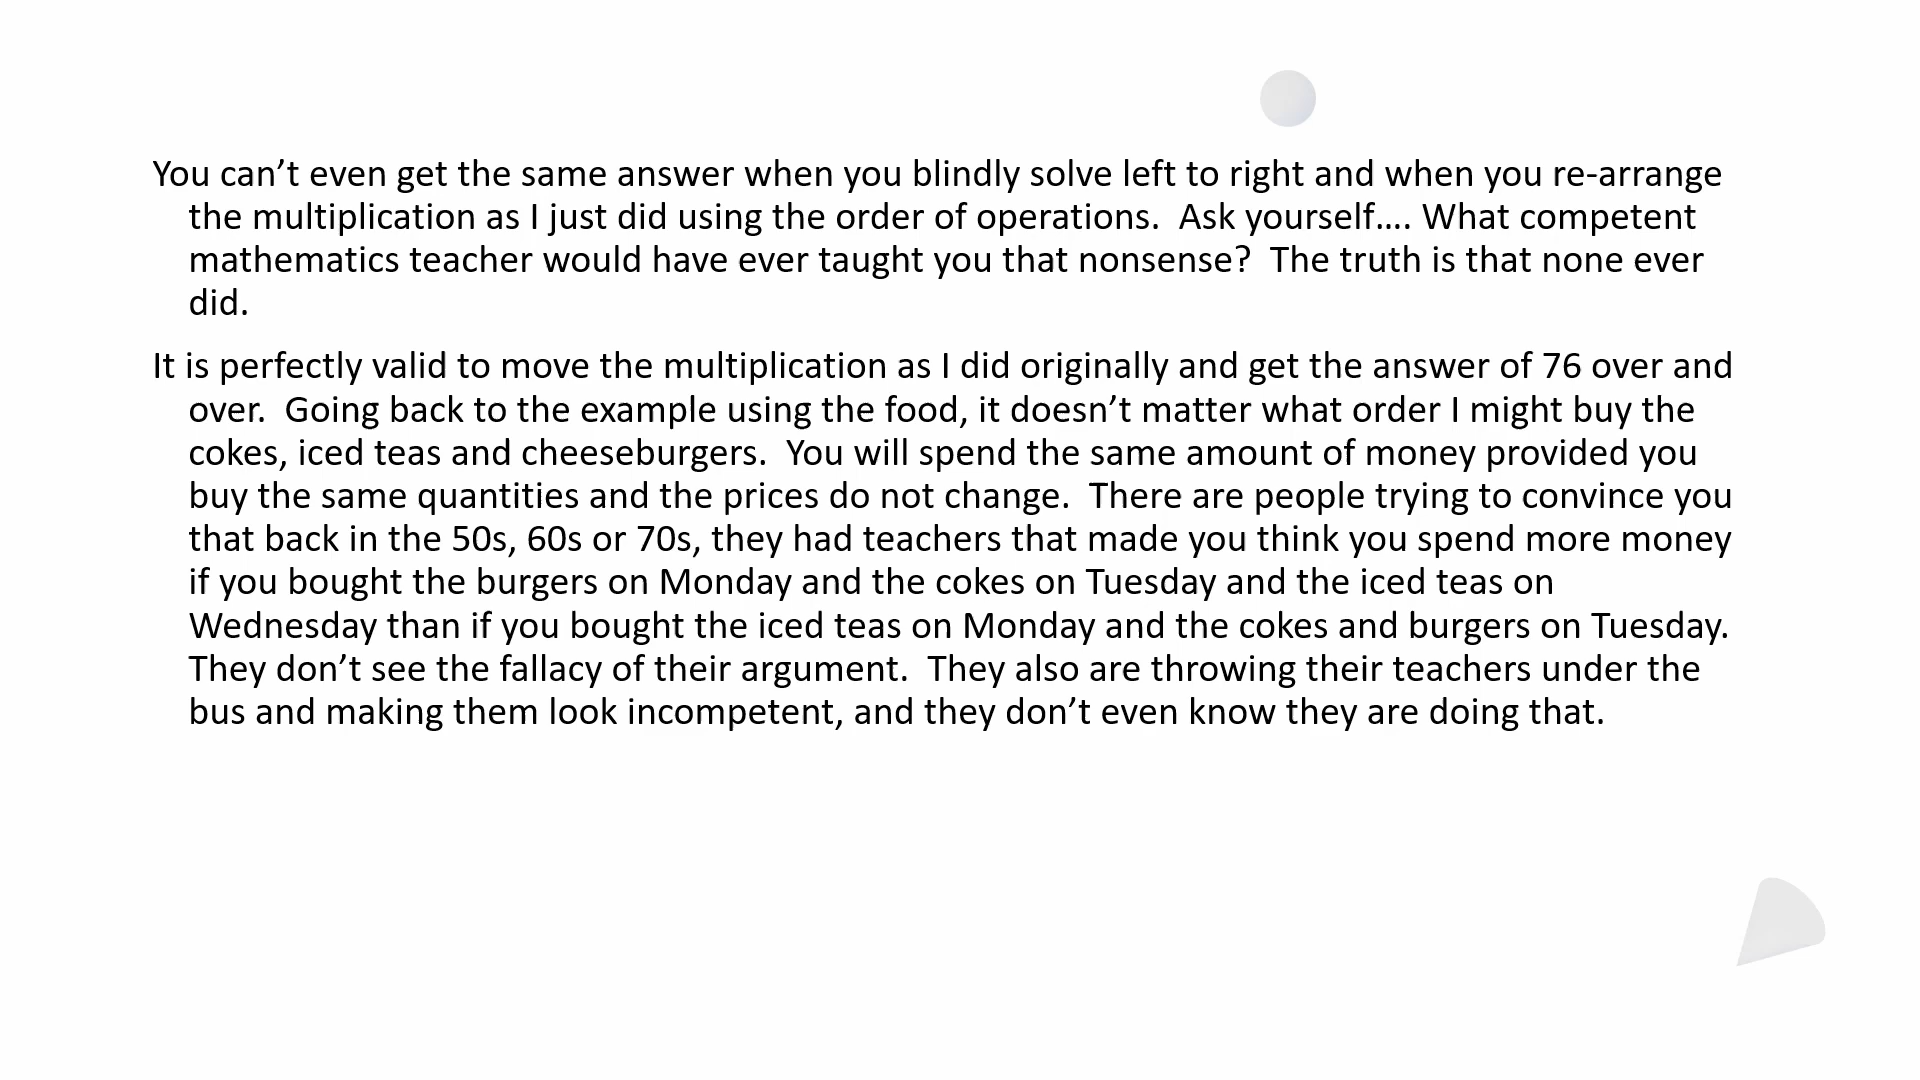 You can’t even get the same answer when you blindly solve left to right and when you re-arrange
the multiplication as I just did using the order of operations.  Ask yourself…. What competent
mathematics teacher would have ever taught you that nonsense?  The truth is that none ever
did.
It is perfectly valid to move the multiplication as I did originally and get the answer of 76 over and
over.  Going back to the example using the food, it doesn’t matter what order I might buy the
cokes, iced teas and cheeseburgers.  You will spend the same amount of money provided you
buy the same quantities and the prices do not change.  There are people trying to convince you
that back in the 50s, 60s or 70s, they had teachers that made you think you spend more money
if you bought the burgers on Monday and the cokes on Tuesday and the iced teas on
Wednesday than if you bought the iced teas on Monday and the cokes and burgers on Tuesday.
They don’t see the fallacy of their argument.  They also are throwing their teachers under the
bus and making them look incompetent, and they don’t even know they are doing that.